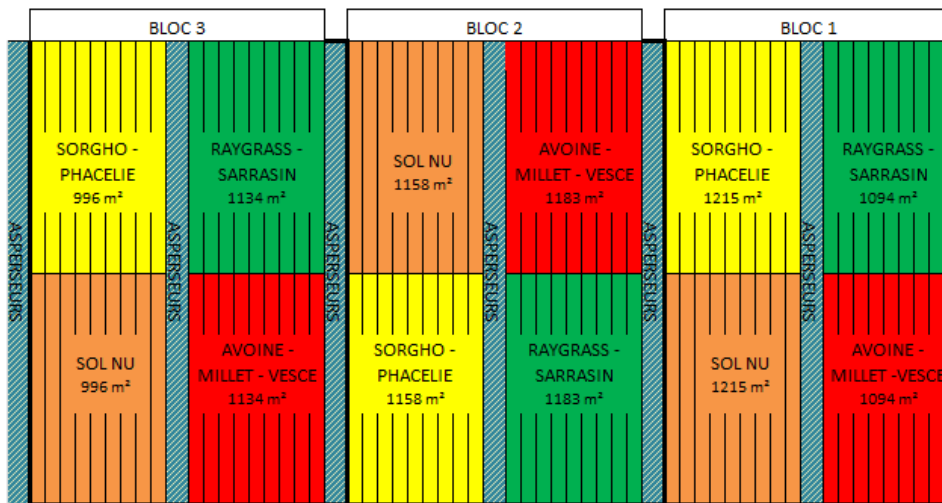 BLOC 3
BLOC 2
BLOC 1
SORGHO -
PHACELIE
996 m²
RAYGRASS -
SARRASIN
1134 m²
SOL NU
1158 m²
AVOINE -
MILLET - VESCE
1183 m²
SORGHO -
PHACELIE
1215 m²
RAYGRASS -
SARRASIN
1094 m²
ASPERSEURS
ASPERSEURS
ASPERSEURS
ASPERSEURS
ASPERSEURS
ASPERSEURS
SOL NU
996 m²
AVOINE -
MILLET - VESCE
1134 m²
SORGHO -
PHACELIE
1158 m²
RAYGRASS -
SARRASIN
1183 m²
SOL NU
1215 m²
AVOINE -
MILLET - VESCE
1094 m²